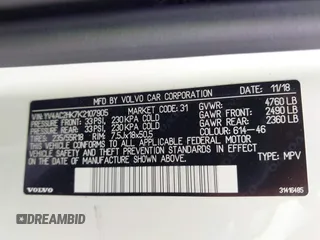 MFD. BY VOLVO CAR CORPORATION 11/18
VIN: YV4AC2HK7K2107905 MARKET CODE: 31 GVWR: 4760 LB
PRESSURE FRONT: 33 PSI, 230 KPA COLD FRONT GAWR: 2490 LB
PRESSURE REAR: 33 PSI, 230 KPA COLD REAR GAWR: 2360 LB
TIRES: 235/55R18 7.5Jx18x50.5 COLOUR: 614-46
THIS VEHICLE CONFORMS TO ALL APPLICABLE FEDERAL MOTOR
VEHICLE SAFETY AND THEFT PREVENTION STANDARDS
IN EFFECT ON THE DATE OF MANUFACTURE SHOWN ABOVE.
TYPE: MPV
VOLVO
31416485
DREAMBID